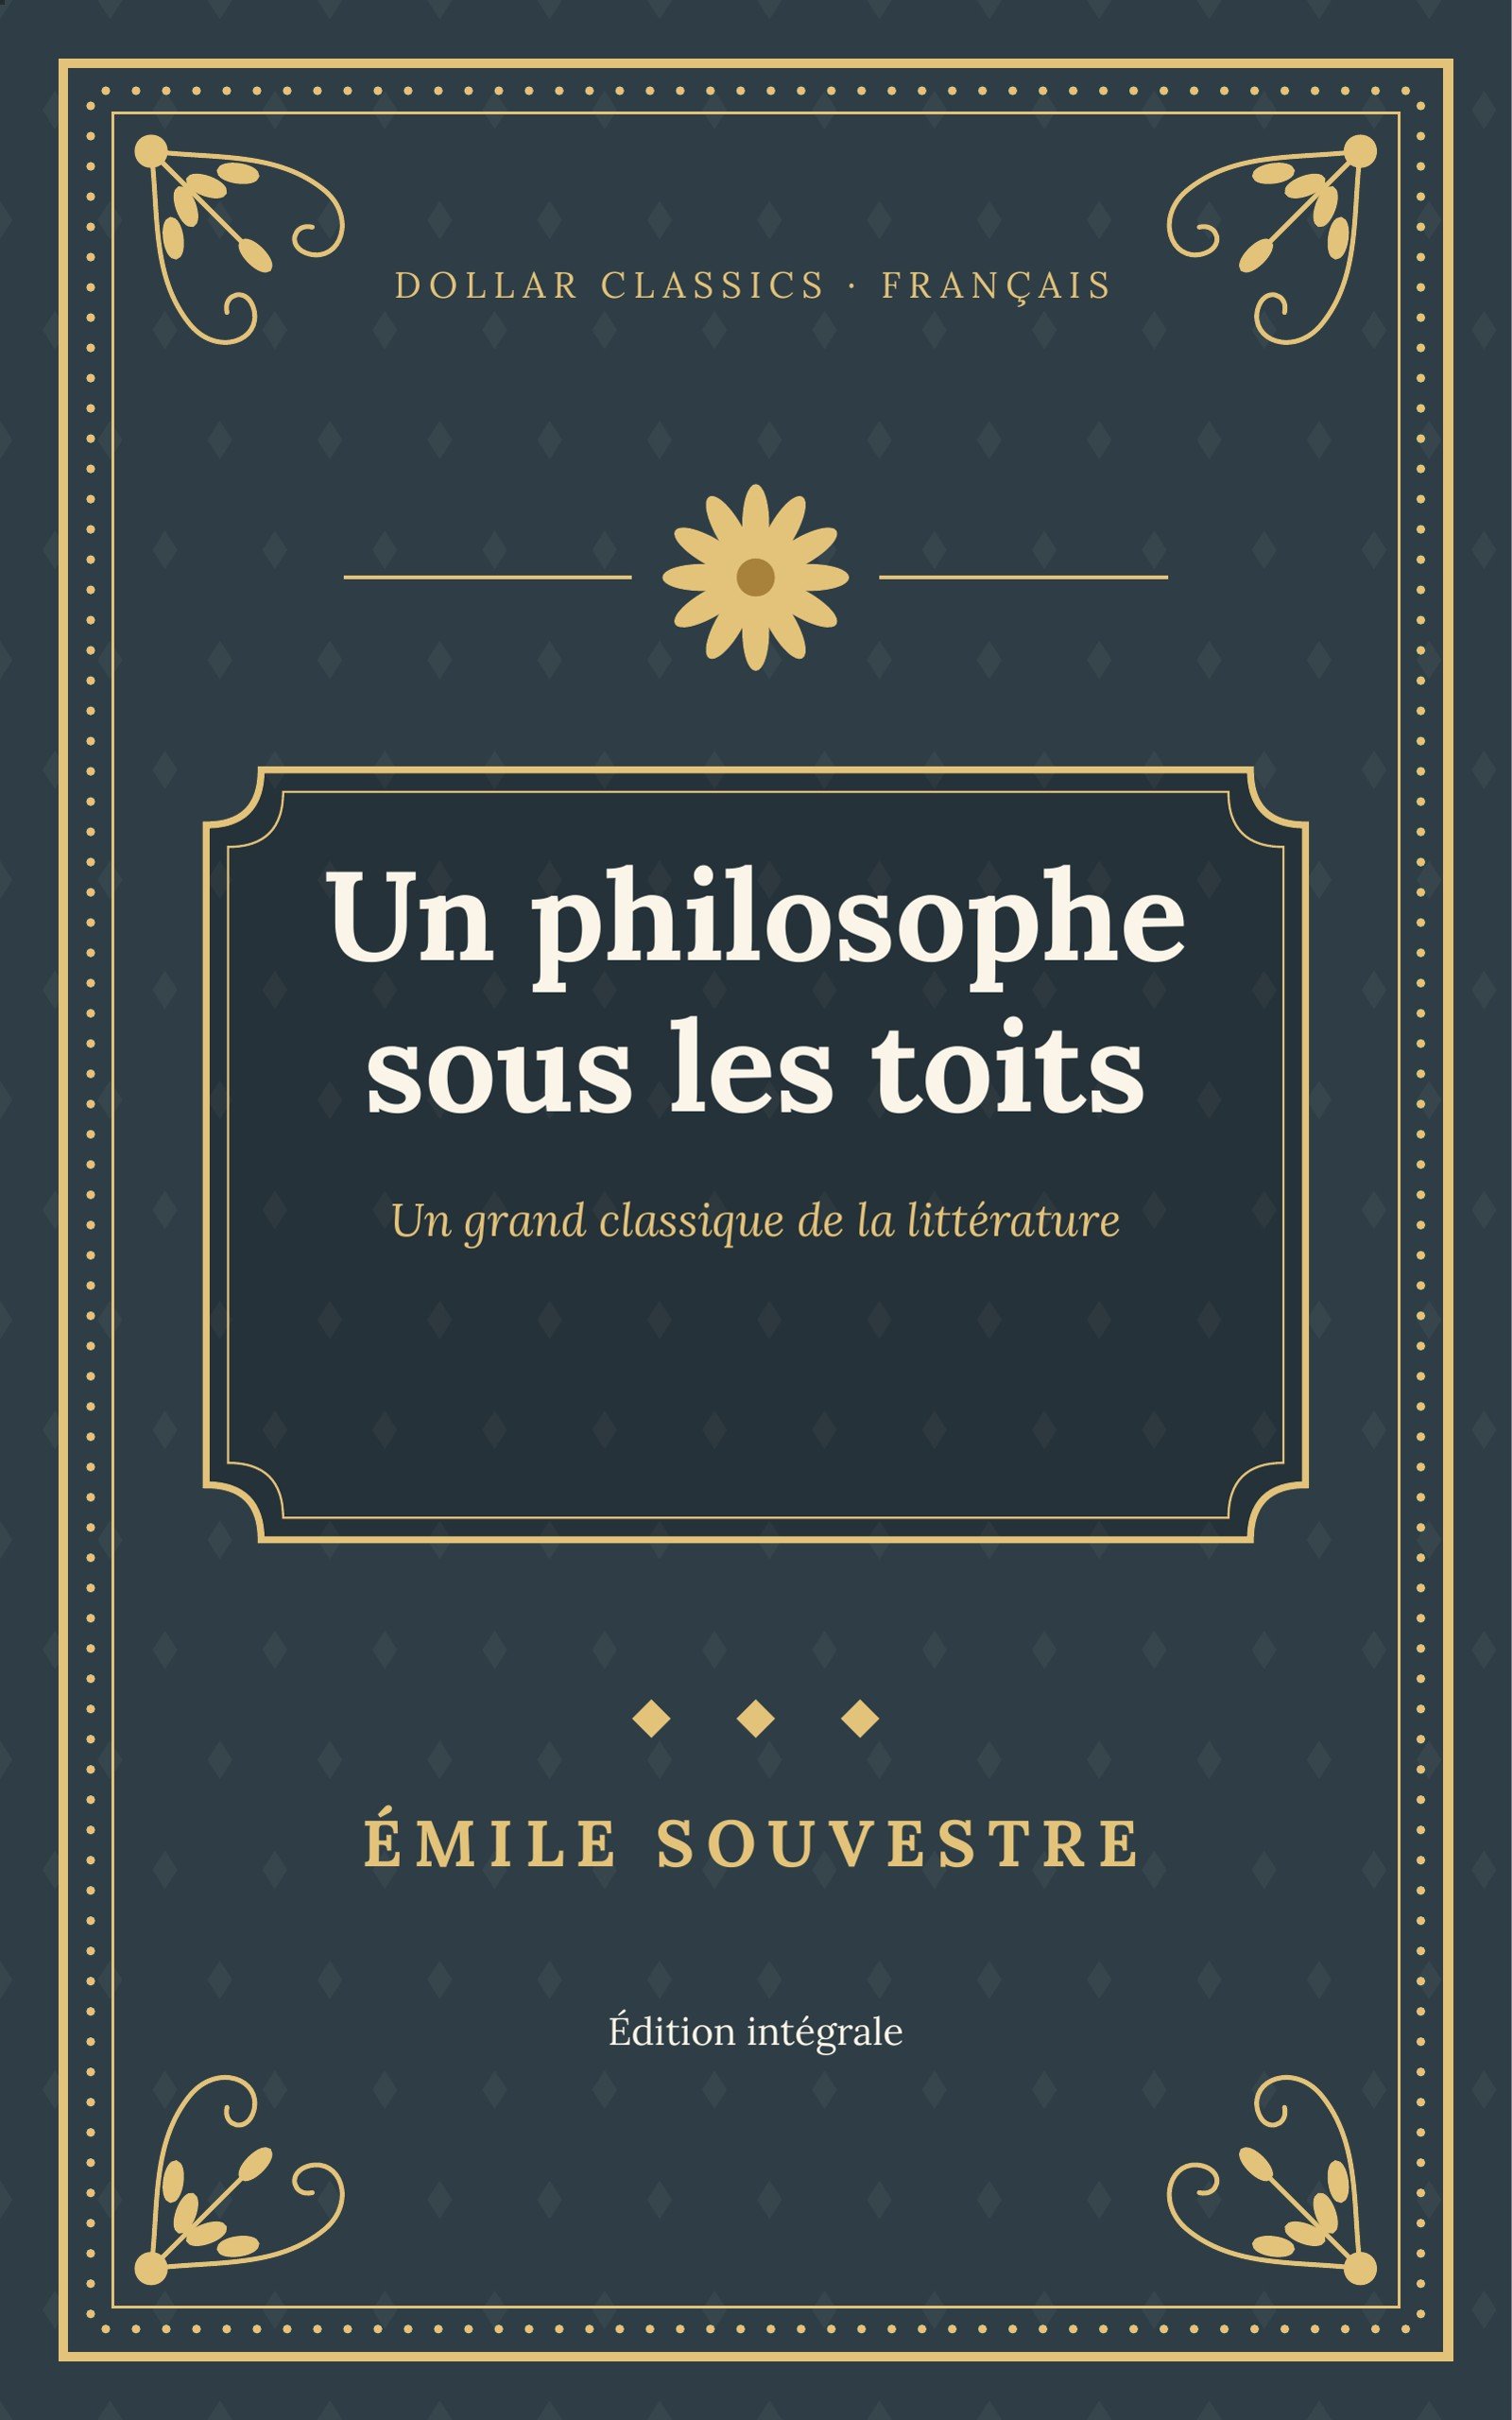 DOLLAR CLASSICS · FRANÇAIS
Un philosophe
sous les toits
Un grand classique de la littérature
ÉMILE SOUVESTRE
Édition intégrale